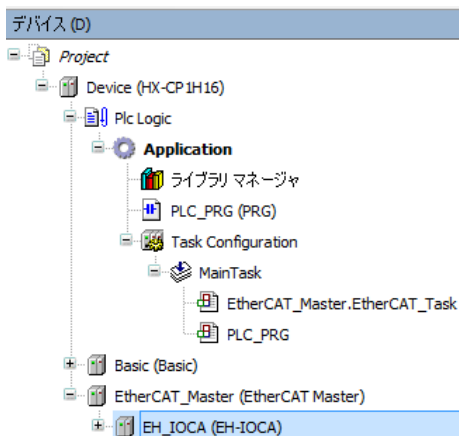 デバイス (D)
Project
Device (HX-CP1H16)
Plc Logic
Application
ライブラリ マネージャ
PLC_PRG (PRG)
Task Configuration
MainTask
EtherCAT_Master.EtherCAT_Task
PLC_PRG
Basic (Basic)
EtherCAT_Master (EtherCAT Master)
EH_IOCA (EH-IOCA)